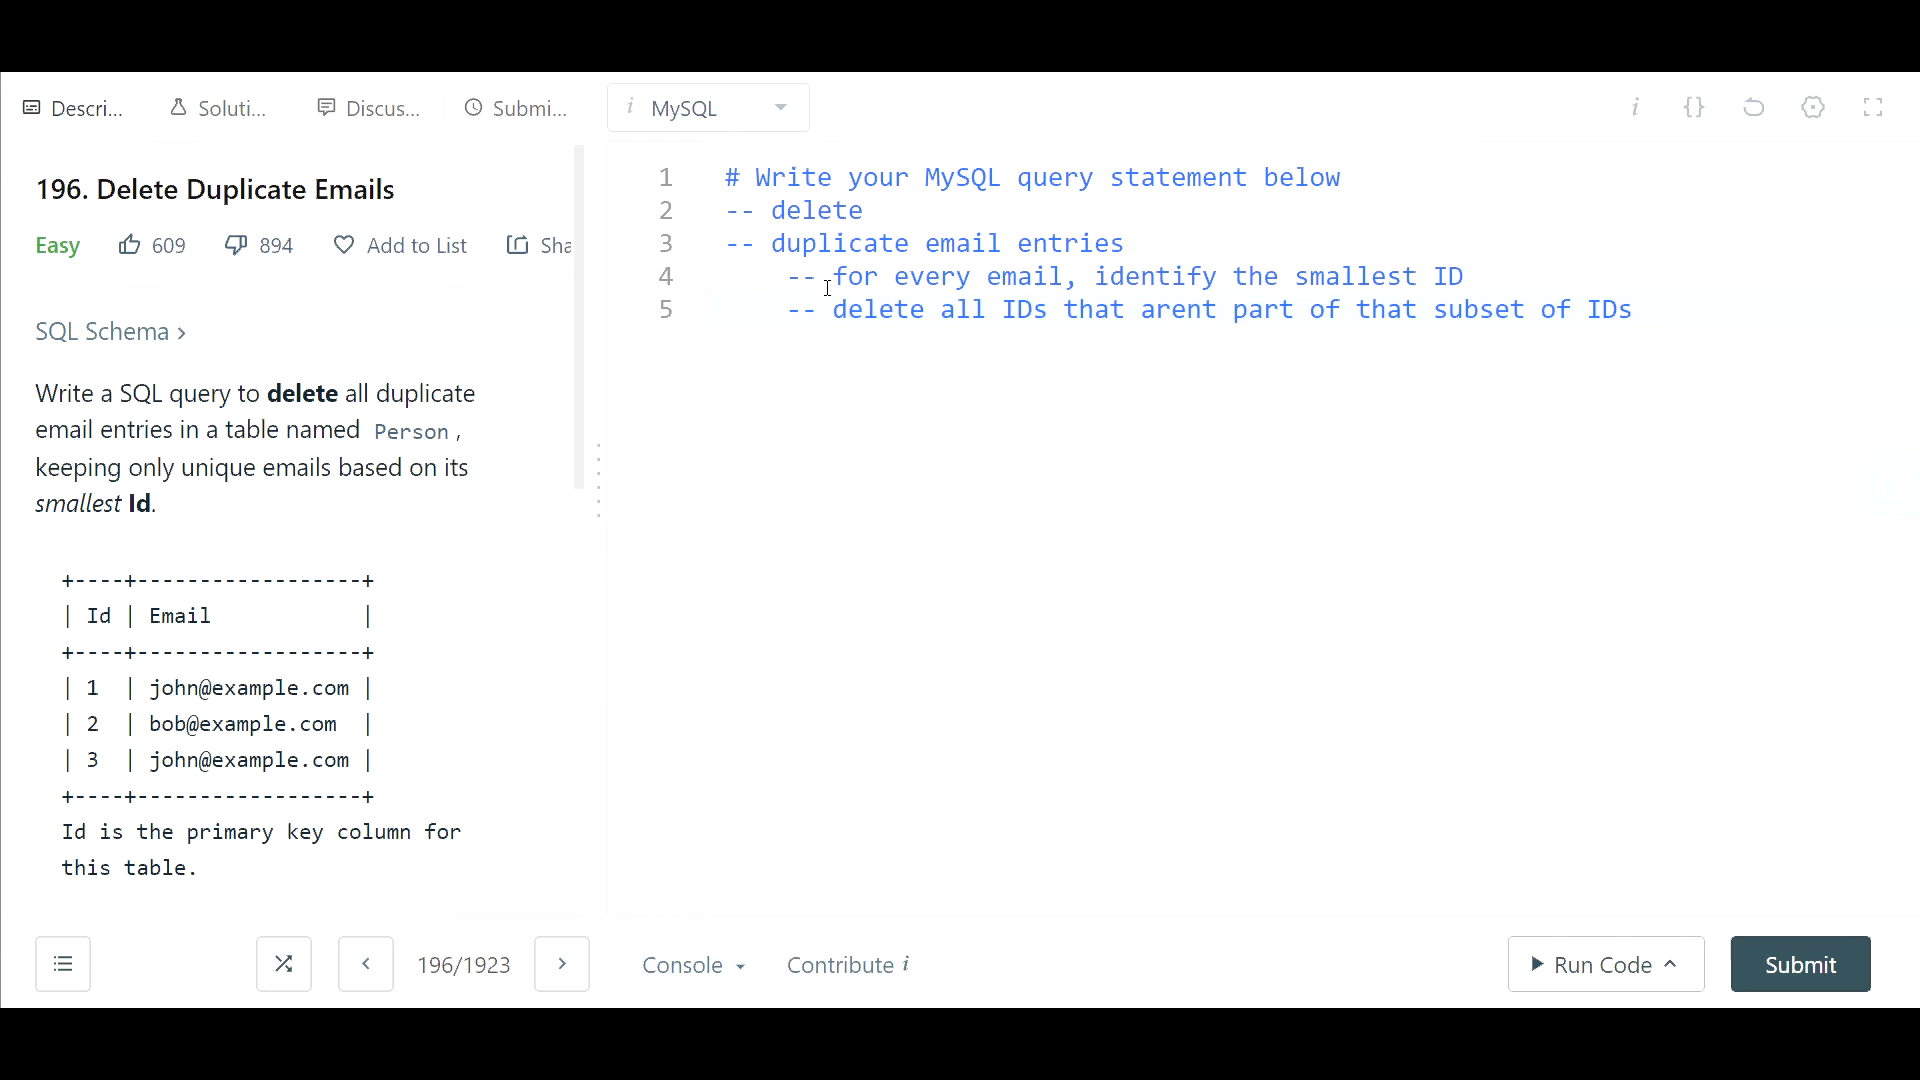 Descri...
Soluti...
Discus...
Submi...
i MySQL
i {}
196. Delete Duplicate Emails
Easy 609 894 Add to List Sha
SQL Schema >
Write a SQL query to delete all duplicate
email entries in a table named Person,
keeping only unique emails based on its
smallest Id.
+----+------------------+
| Id | Email            |
+----+------------------+
| 1  | john@example.com |
| 2  | bob@example.com  |
| 3  | john@example.com |
+----+------------------+
Id is the primary key column for
this table.
1 # Write your MySQL query statement below
2 -- delete
3 -- duplicate email entries
4     -- for every email, identify the smallest ID
5     -- delete all IDs that arent part of that subset of IDs
< 196/1923 >
Console
Contribute i
Run Code
Submit